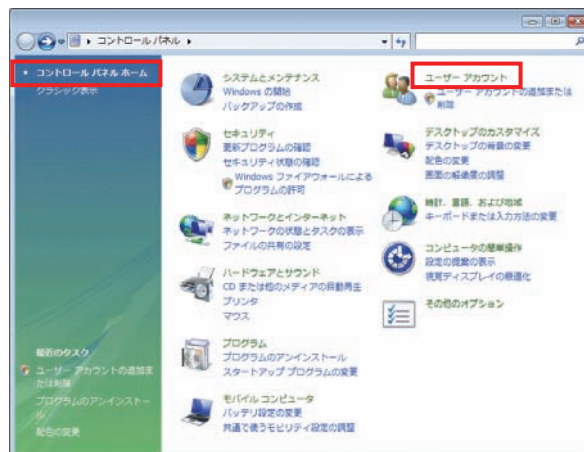 コントロール パネル
コントロール パネル ホーム
クラシック表示
最近のタスク
ユーザー アカウントの追加または削除
プログラムのアンインストール
配色の変更
システムとメンテナンス
Windows の開始
バックアップの作成
セキュリティ
更新プログラムの確認
セキュリティ状態の確認
Windows ファイアウォールによる
プログラムの許可
ネットワークとインターネット
ネットワークの状態とタスクの表示
ファイルの共有の設定
ハードウェアとサウンド
CD または他のメディアの自動再生
プリンタ
マウス
プログラム
プログラムのアンインストール
スタートアップ プログラムの変更
モバイル コンピュータ
バッテリ設定の変更
共通で使うモビリティ設定の調整
ユーザー アカウント
ユーザー アカウントの追加または
削除
デスクトップのカスタマイズ
デスクトップの背景の変更
配色の変更
画面の解像度の調整
時計、言語、および地域
キーボードまたは入力方法の変更
コンピュータの簡単操作
設定の提案の表示
視覚ディスプレイの最適化
その他のオプション